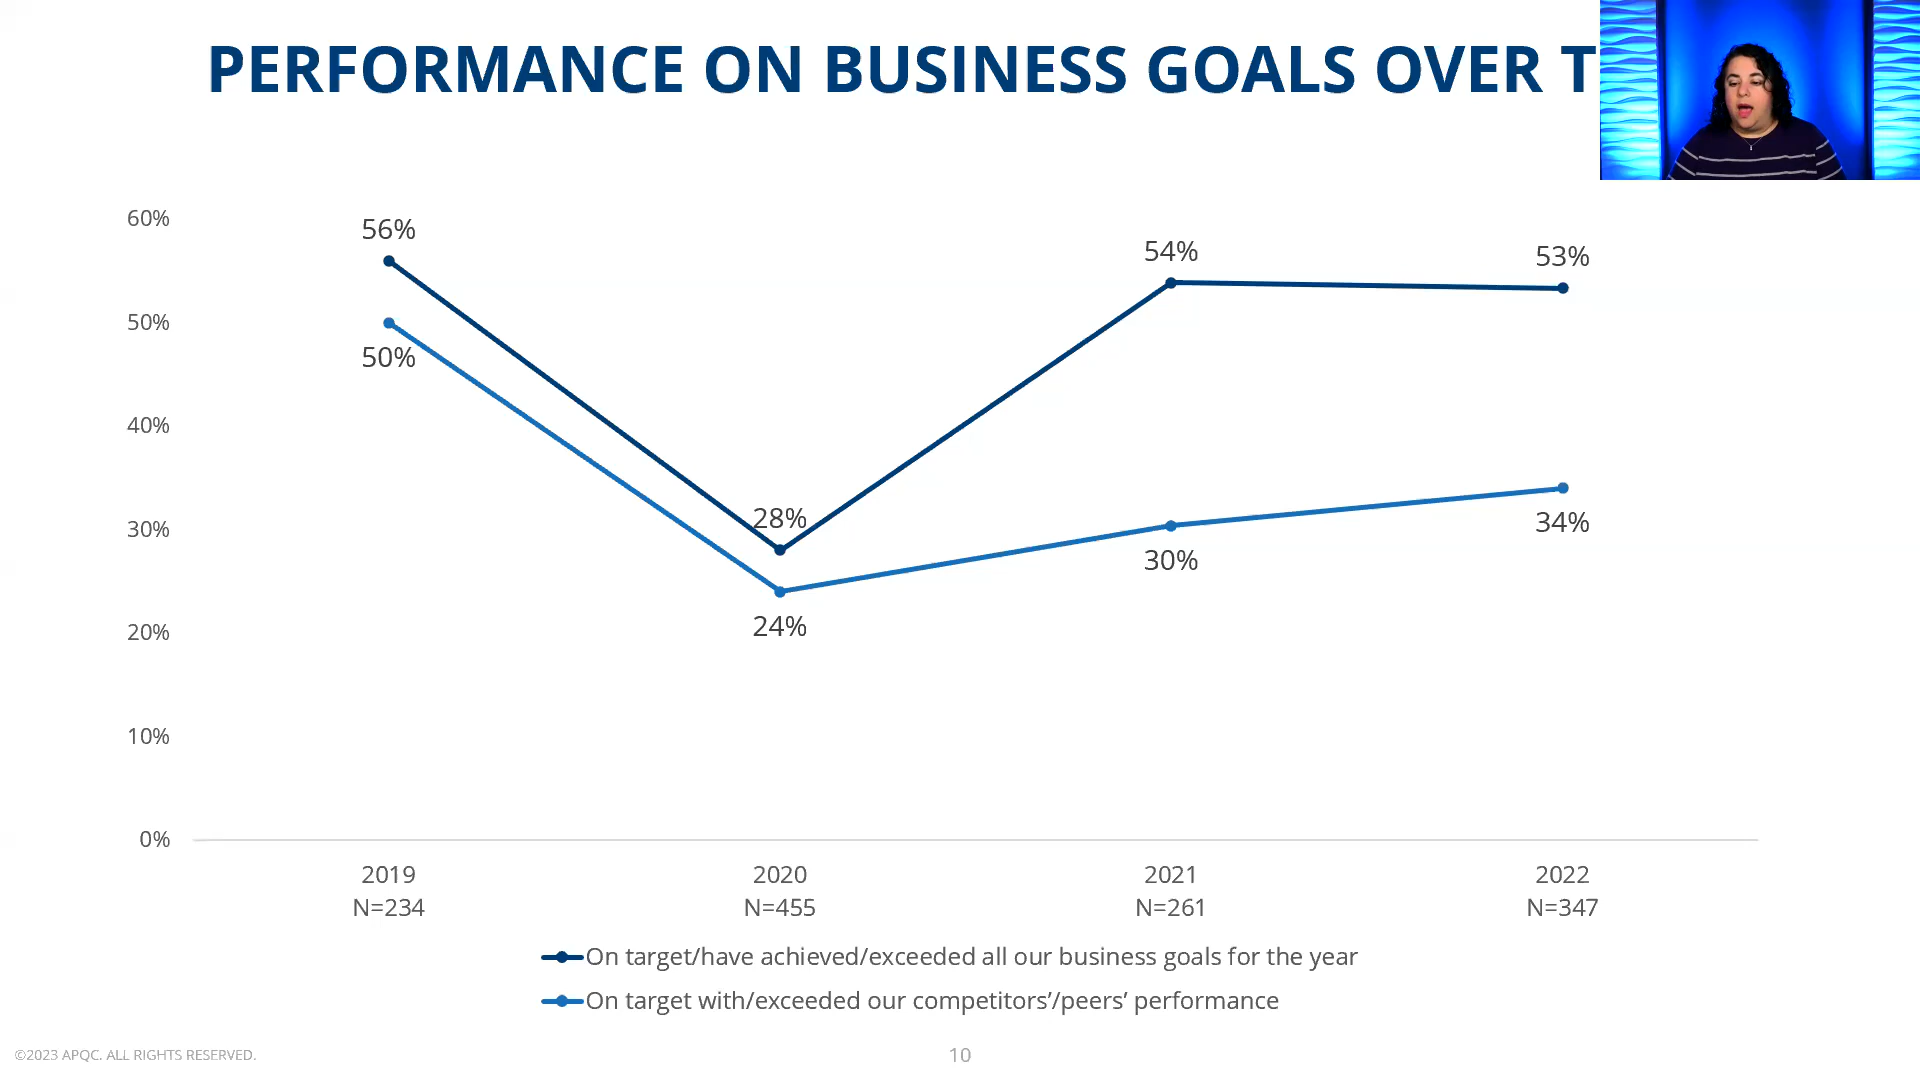 PERFORMANCE ON BUSINESS GOALS OVER T
60%
50%
40%
30%
20%
10%
0%
56%
28%
54%
53%
50%
24%
30%
34%
2019
N=234
2020
N=455
2021
N=261
2022
N=347
On target/have achieved/exceeded all our business goals for the year
On target with/exceeded our competitors’/peers’ performance
©2023 APQC. ALL RIGHTS RESERVED.
10